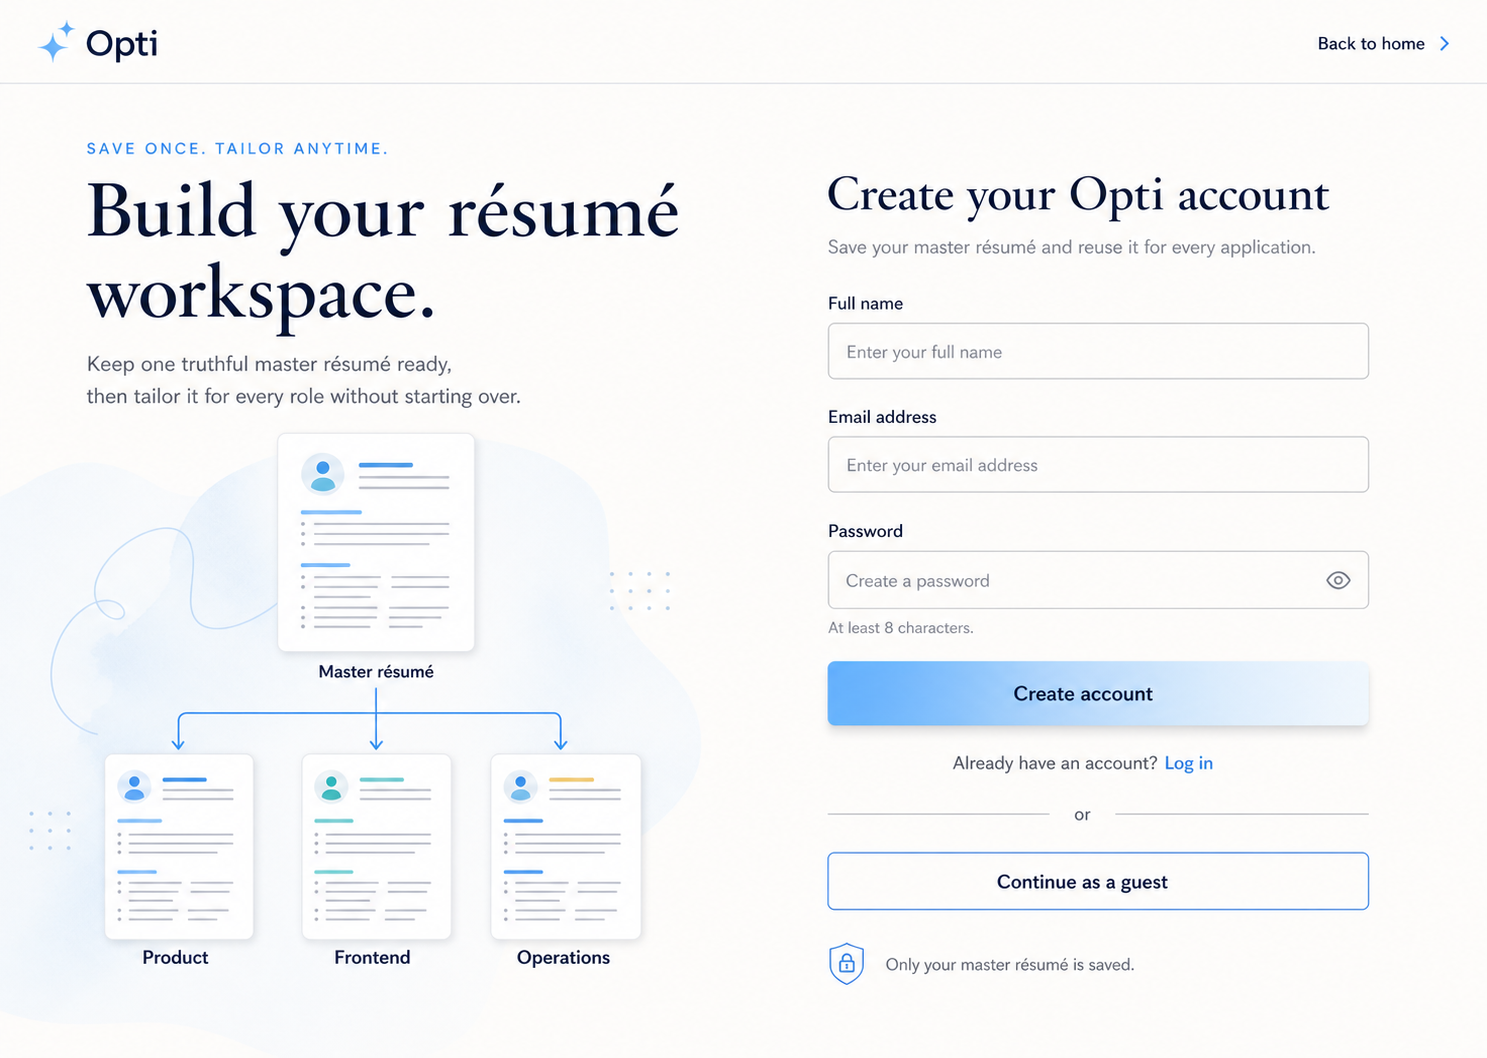 Opti
Back to home
SAVE ONCE. TAILOR ANYTIME.
Build your résumé
workspace.
Keep one truthful master résumé ready,
then tailor it for every role without starting over.
Master résumé
Product
Frontend
Operations
Create your Opti account
Save your master résumé and reuse it for every application.
Full name
Enter your full name
Email address
Enter your email address
Password
Create a password
At least 8 characters.
Create account
Already have an account? Log in
or
Continue as a guest
Only your master résumé is saved.